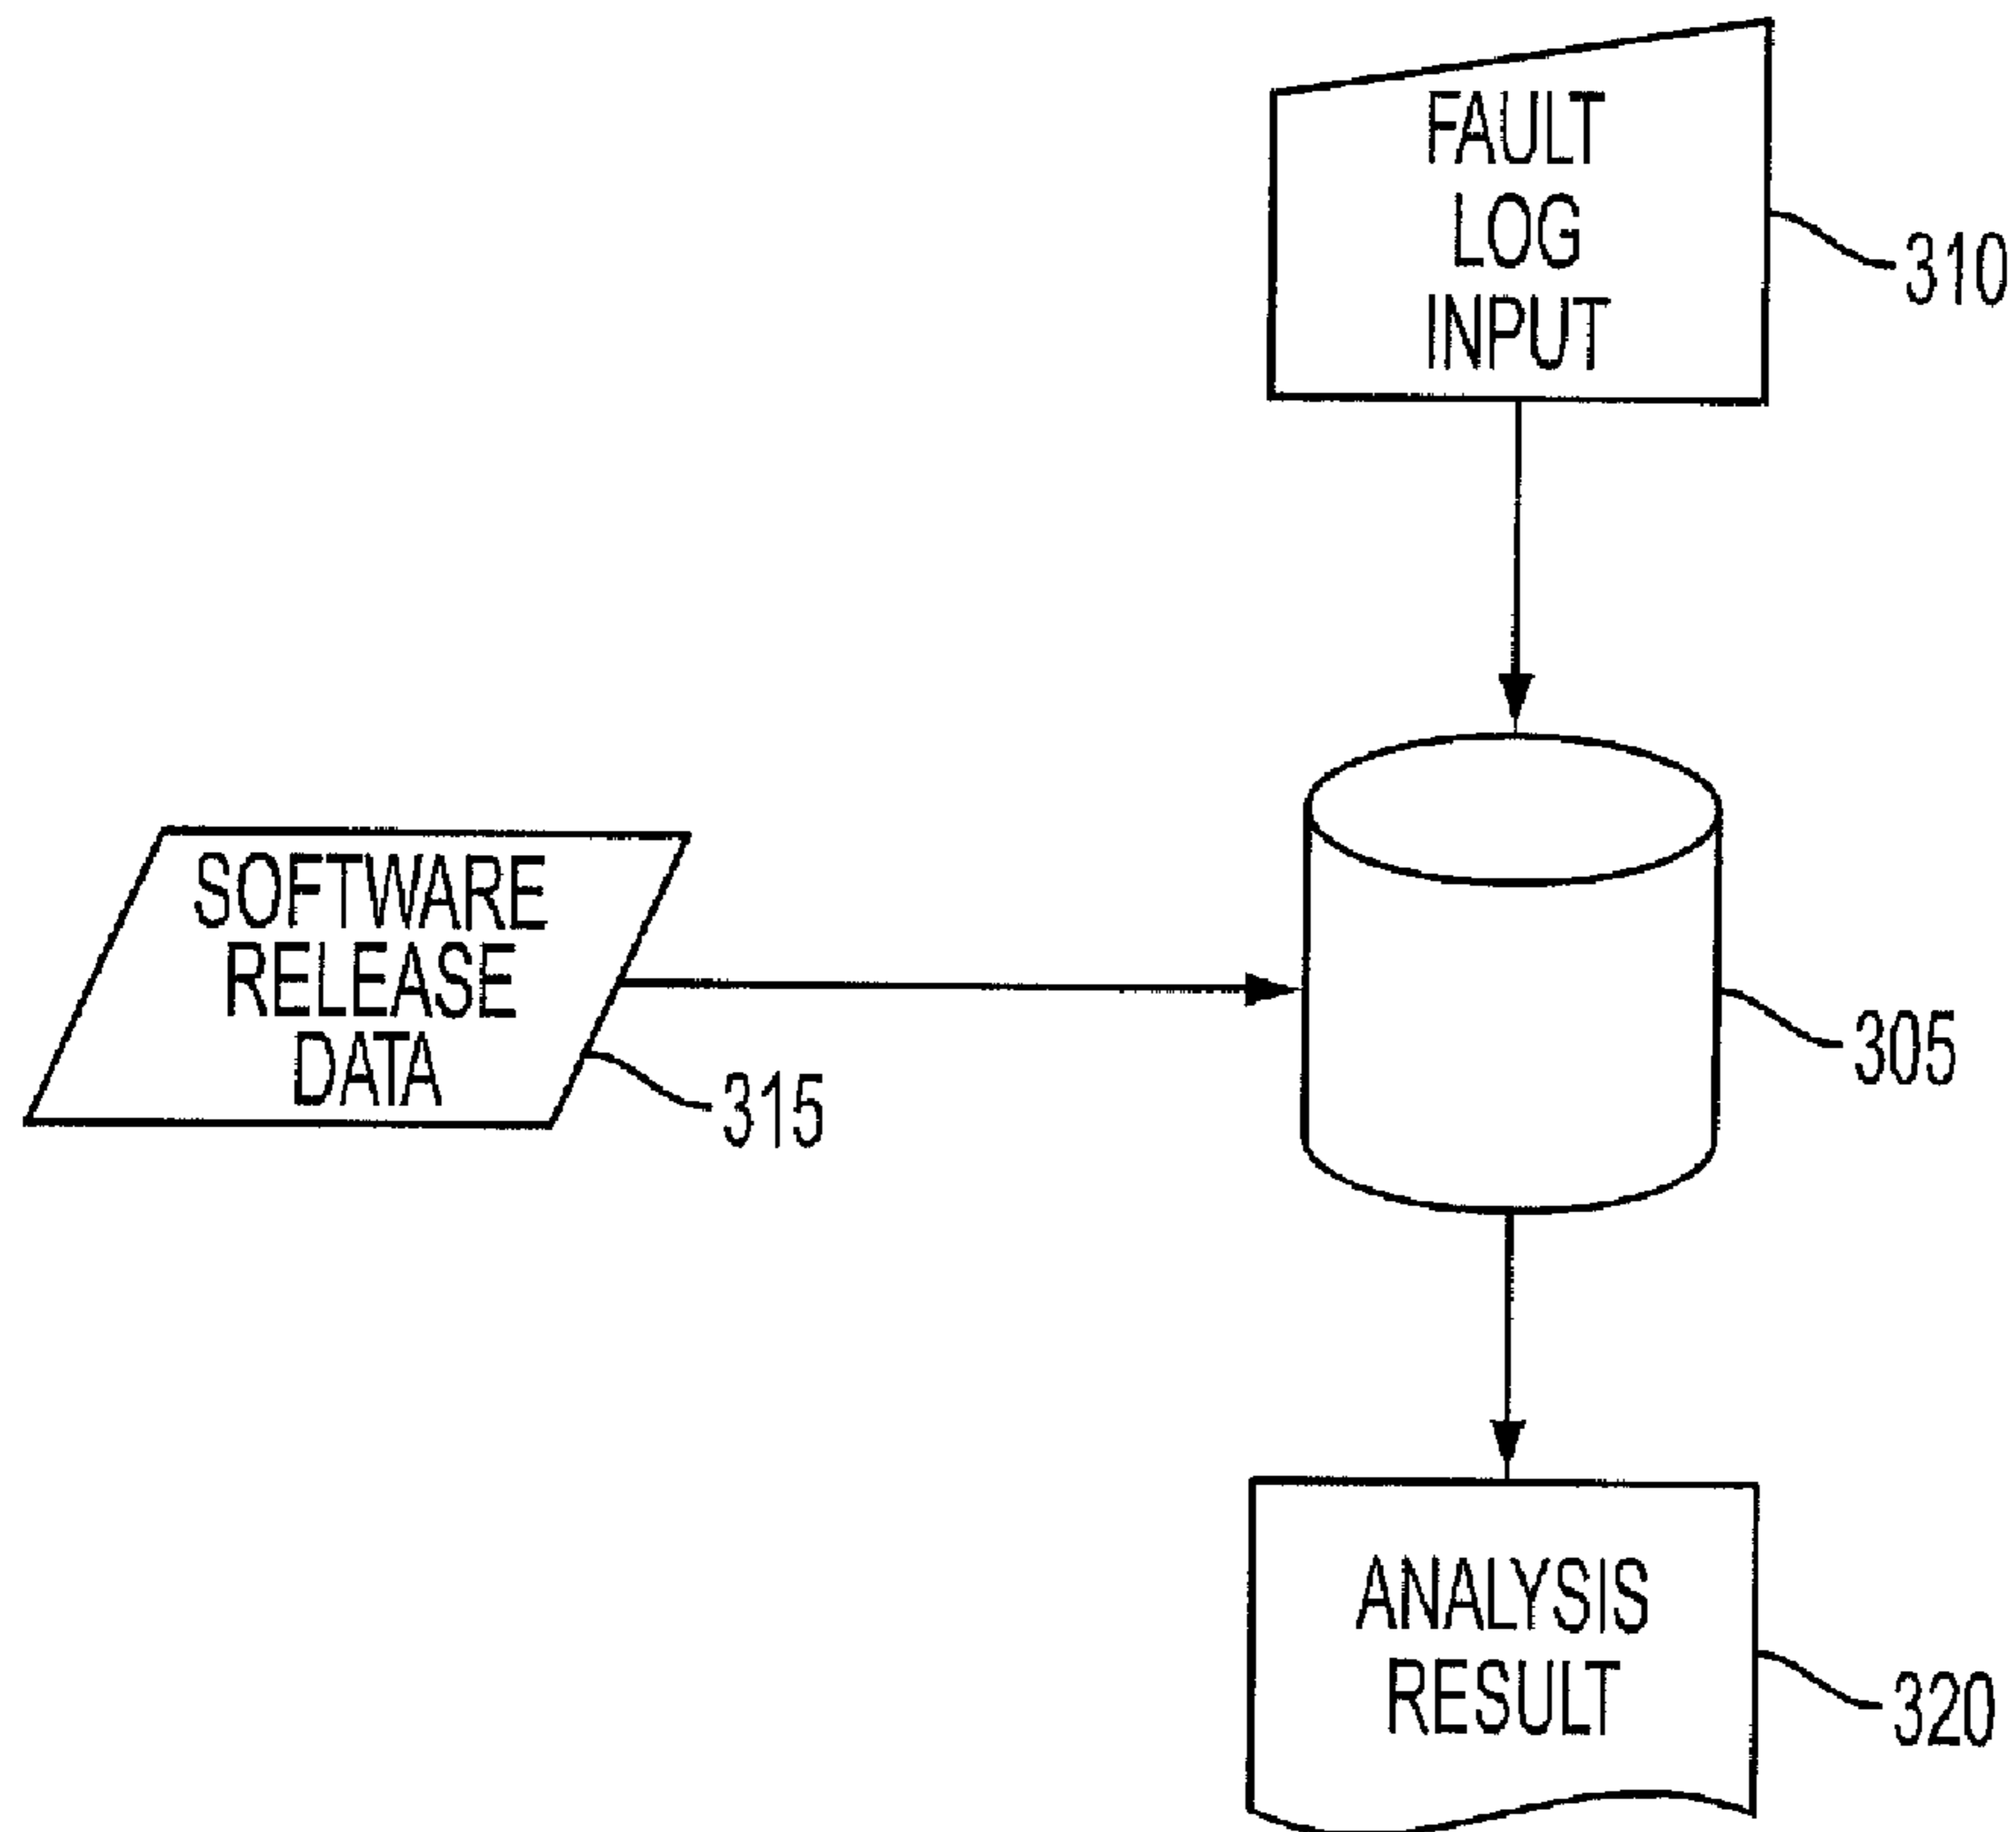 FAULT
LOG
INPUT
310
SOFTWARE
RELEASE
DATA
315
305
ANALYSIS
RESULT
320